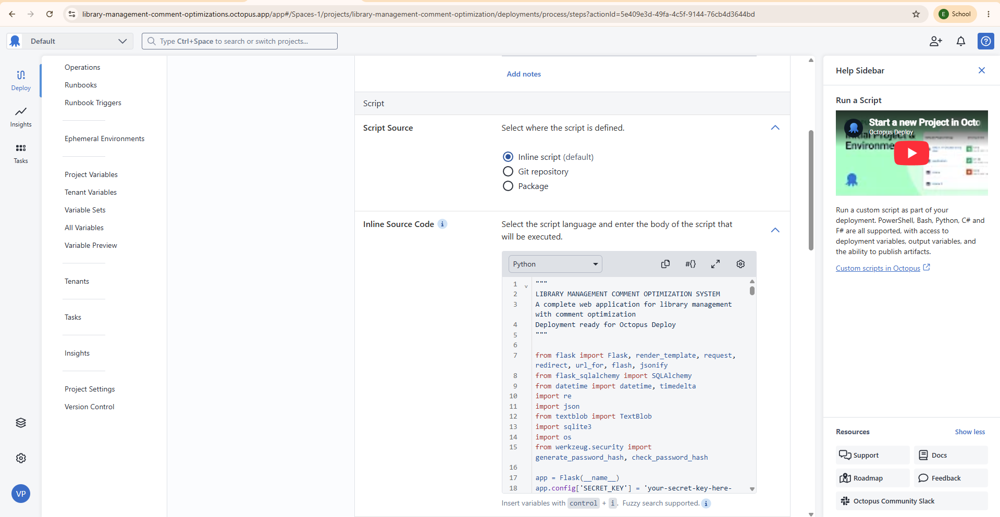 library-management-comment-optimizations.octopus.app/app#/Spaces-1/projects/library-management-comment-optimization/deployments/process/steps?actionId=5e409e3d-49fa-4c5f-9144-76cb4d3644bd
E School
Default
Type Ctrl+Space to search or switch projects...
Deploy
Insights
Tasks
VP
Operations
Runbooks
Runbook Triggers
Ephemeral Environments
Project Variables
Tenant Variables
Variable Sets
All Variables
Variable Preview
Tenants
Tasks
Insights
Project Settings
Version Control
Add notes
Script
Script Source
Select where the script is defined.
Inline script (default)
Git repository
Package
Inline Source Code
Select the script language and enter the body of the script that
will be executed.
Python
#{}
1 """
2 LIBRARY MANAGEMENT COMMENT OPTIMIZATION SYSTEM
3 A complete web application for library management
with comment optimization
4 Deployment ready for Octopus Deploy
5 """
6
7 from flask import Flask, render_template, request,
redirect, url_for, flash, jsonify
8 from flask_sqlalchemy import SQLAlchemy
9 from datetime import datetime, timedelta
10 import re
11 import json
12 from textblob import TextBlob
13 import sqlite3
14 import os
15 from werkzeug.security import
generate_password_hash, check_password_hash
16
17 app = Flask(__name__)
18 app.config['SECRET_KEY'] = 'your-secret-key-here-
Insert variables with control + i. Fuzzy search supported.
Help Sidebar
Run a Script
Start a new Project in Octo
Octopus Deploy
Initial Project &
Environme
Run a custom script as part of your
deployment. PowerShell, Bash, Python, C# and
F# are all supported, with access to
deployment variables, output variables, and
the ability to publish artifacts.
Custom scripts in Octopus
Resources
Show less
Support
Docs
Roadmap
Feedback
Octopus Community Slack